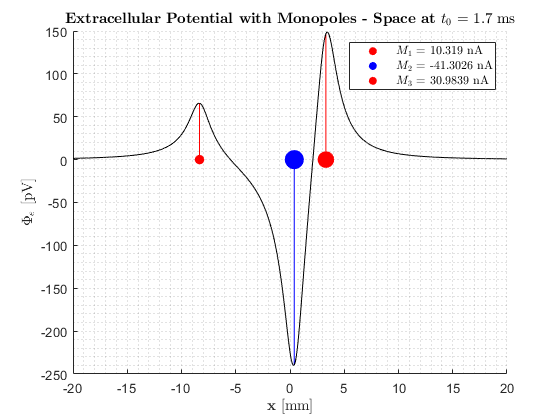 Extracellular Potential with Monopoles - Space at t₀ = 1.7 ms
M₁ = 10.319 nA
M₂ = -41.3026 nA
M₃ = 30.9839 nA
150
100
50
0
-50
-100
-150
-200
-250
Φₑ [pV]
-20 -15 -10 -5 0 5 10 15 20
x [mm]